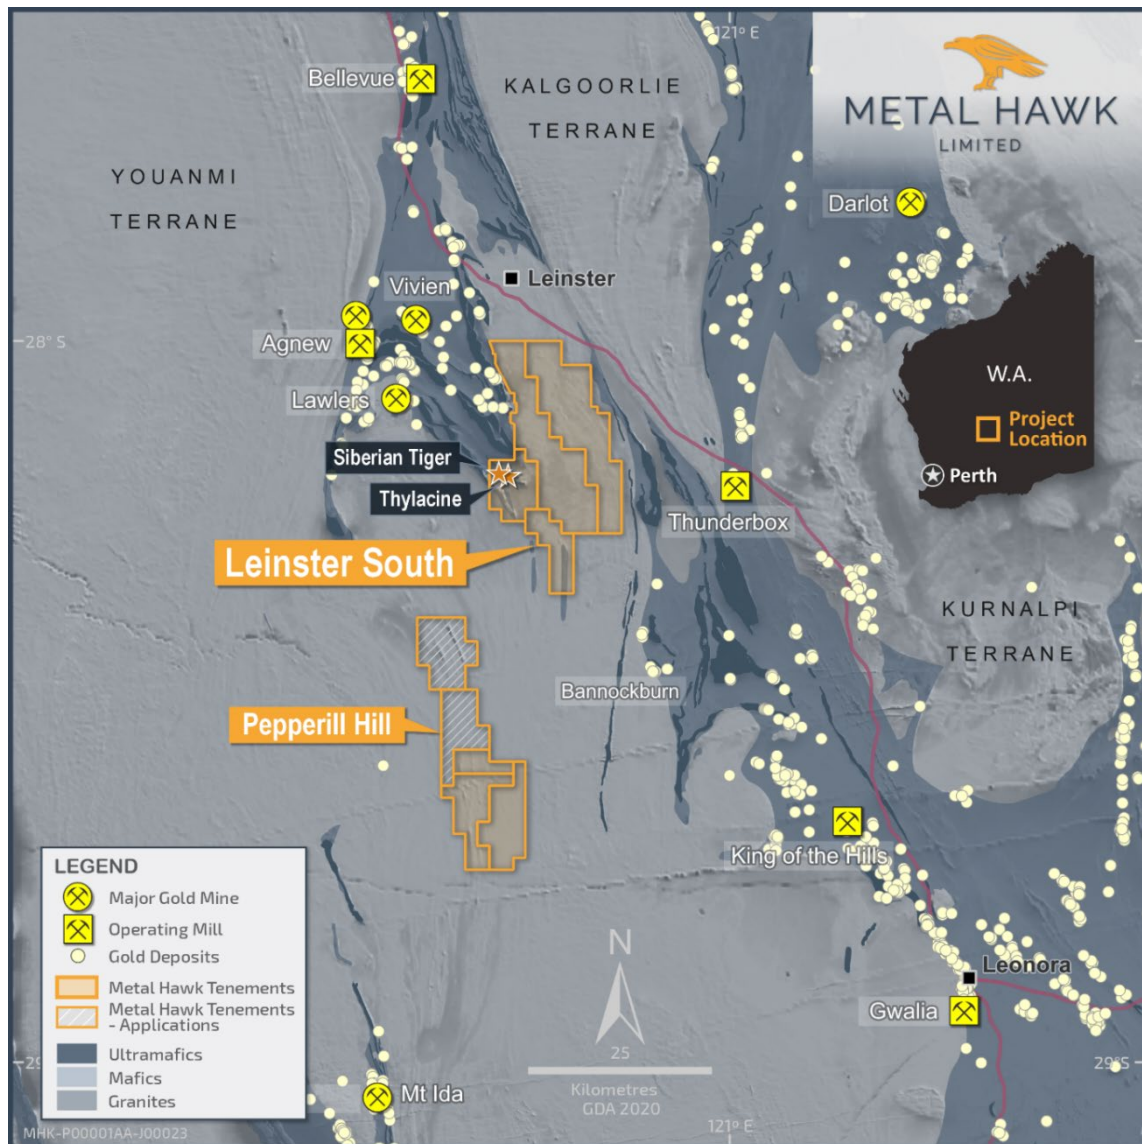 121° E
Bellevue
KALGOORLIE
TERRANE
METAL HAWK
LIMITED
YOUANMI
TERRANE
Darlot
Leinster
Vivien
28° S
Agnew
Lawlers
W.A.
Project
Location
Perth
Siberian Tiger
Thylacine
Thunderbox
Leinster South
KURNALPI
TERRANE
Bannockburn
Pepperill Hill
King of the Hills
LEGEND
Major Gold Mine
Operating Mill
Gold Deposits
Metal Hawk Tenements
Metal Hawk Tenements
- Applications
Ultramafics
Mafics
Granites
N
25
Kilometres
GDA 2020
Leonora
Gwalia
29
29° S
Mt Ida
121° E
MHK-P00001AA-J00023